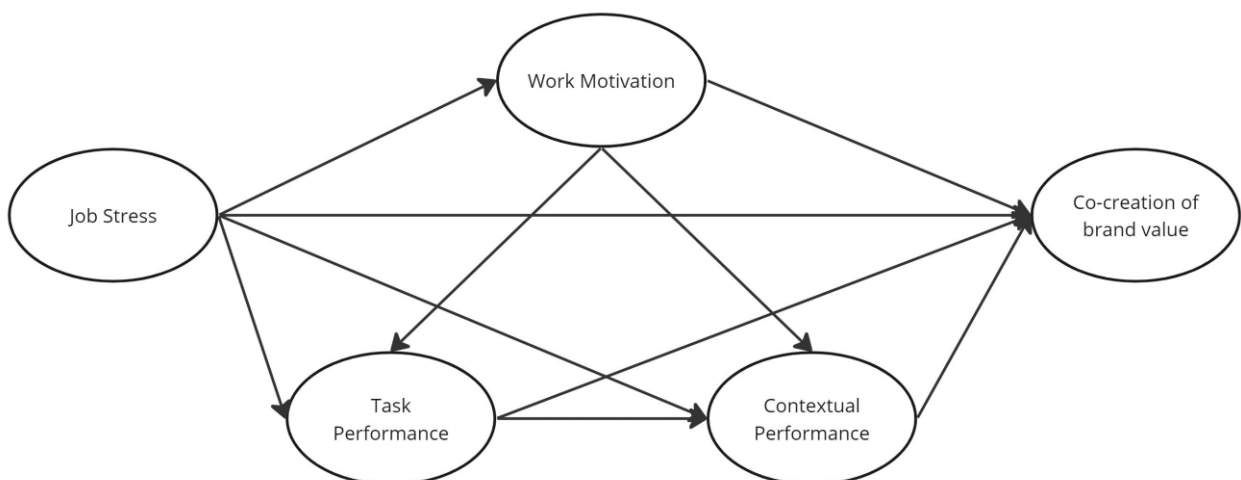 Work Motivation
Job Stress
Co-creation of
brand value
Task
Performance
Contextual
Performance